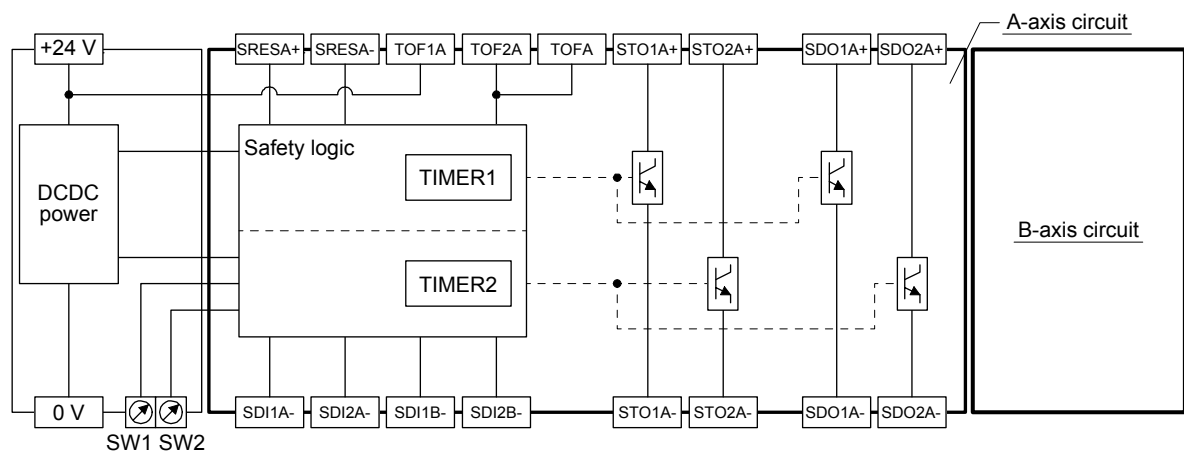 A-axis circuit
+24 V
SRESA+
SRESA-
TOF1A
TOF2A
TOFA
STO1A+
STO2A+
SDO1A+
SDO2A+
Safety logic
TIMER1
DCDC
power
B-axis circuit
TIMER2
0 V
SDI1A-
SDI2A-
SDI1B-
SDI2B-
STO1A-
STO2A-
SDO1A-
SDO2A-
SW1 SW2